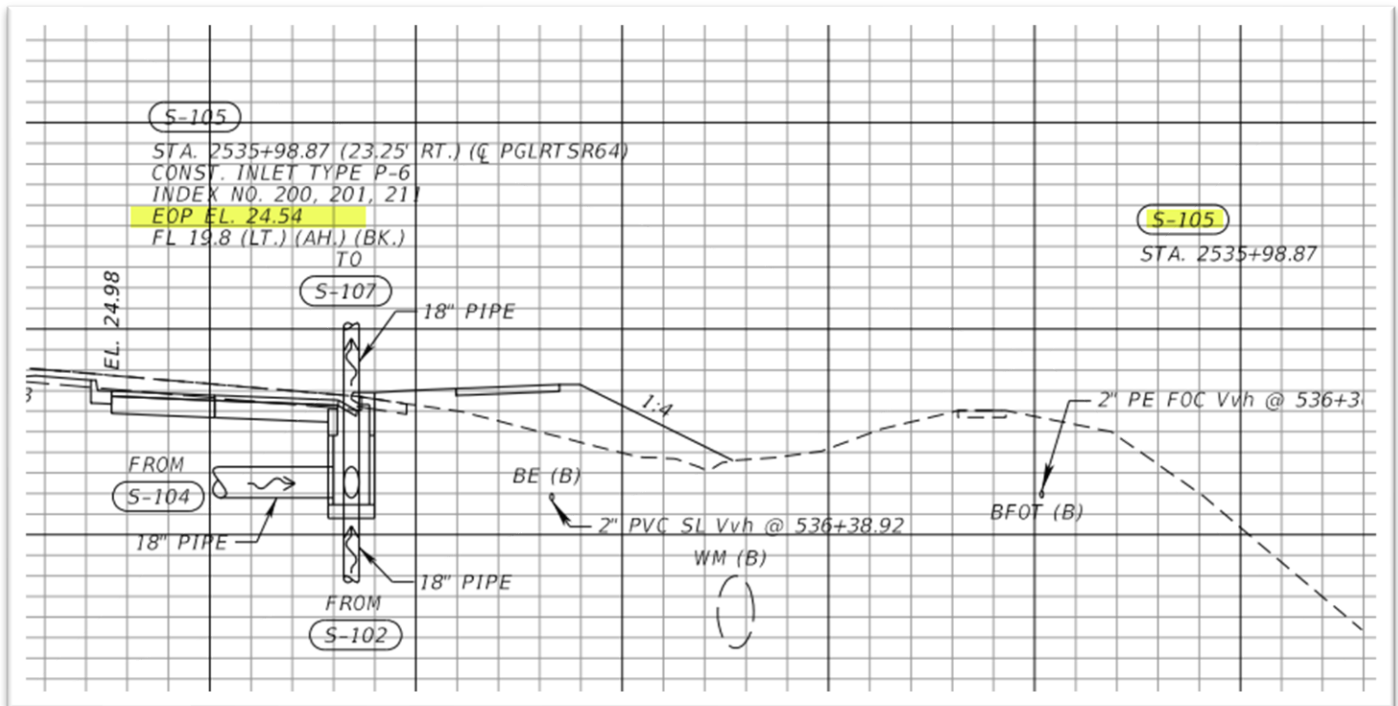 S-105
STA. 2535+98.87 (23.25' RT.) (℄ PGLRTSR64)
CONST. INLET TYPE P-6
INDEX NO. 200, 201, 211
EOP EL. 24.54
FL 19.8 (LT.) (AH.) (BK.)
TO
S-107
18" PIPE
EL. 24.98
S-105
STA. 2535+98.87
1:4
2" PE FOC Vvh @ 536+3
FROM
S-104
18" PIPE
BE (B)
2" PVC SL Vvh @ 536+38.92
BFOT (B)
WM (B)
18" PIPE
FROM
S-102